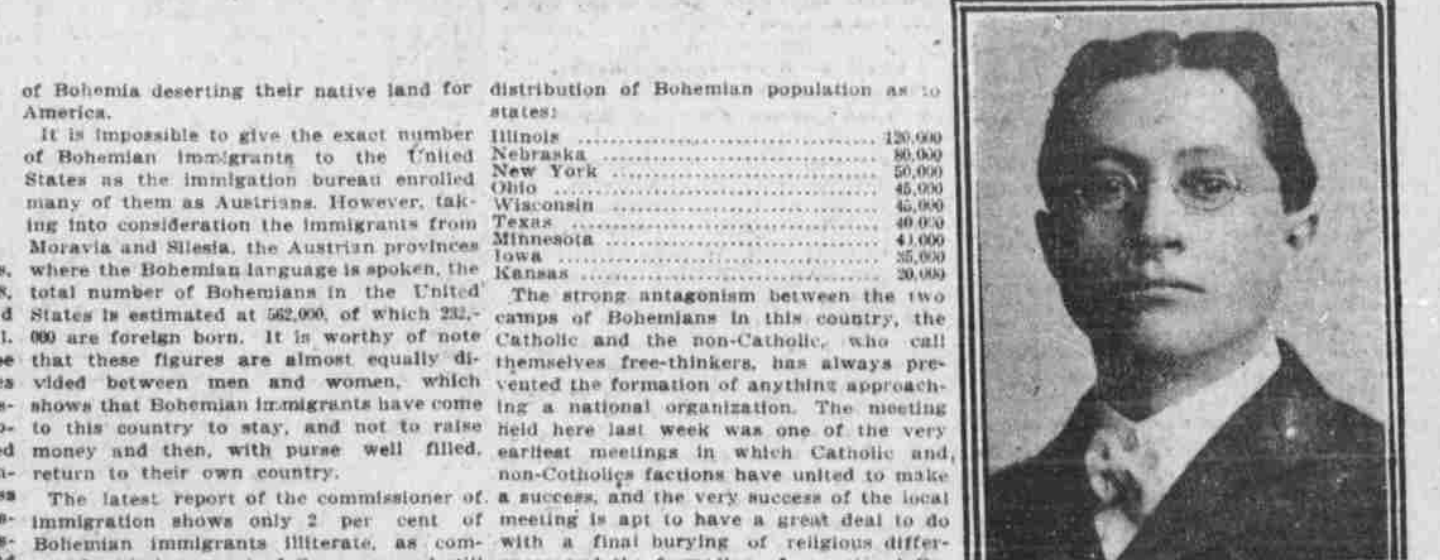 of Bohemia deserting their native land for
America.
It is impossible to give the exact number
of Bohemian immigrants to the United
States as the immigation bureau enrolled
many of them as Austrians. However, tak-
ing into consideration the immigrants from
Moravia and Silesia, the Austrian provinces
where the Bohemian language is spoken, the
total number of Bohemians in the United
States is estimated at 562,000, of which 232,-
000 are foreign born. It is worthy of note
that these figures are almost equally di-
vided between men and women, which
shows that Bohemian immigrants have come
to this country to stay, and not to raise
money and then, with purse well filled,
return to their own country.
The latest report of the commissioner of
immigration shows only 2 per cent of
Bohemian immigrants illiterate, as com-
distribution of Bohemian population as to
states:
Illinois .......... 120,000
Nebraska .......... 80,000
New York .......... 50,000
Ohio .......... 45,000
Wisconsin .......... 45,000
Texas .......... 40,000
Minnesota ..........
Iowa .......... 35,000
Kansas .......... 20,000
The strong antagonism between the two
camps of Bohemians in this country, the
Catholic and the non-Catholic, who call
themselves free-thinkers, has always pre-
vented the formation of anything approach-
ing a national organization. The meeting
held here last week was one of the very
earliest meetings in which Catholic and
non-Cotholics factions have united to make
a success, and the very success of the local
meeting is apt to have a great deal to do
with a final burying of religious differ-